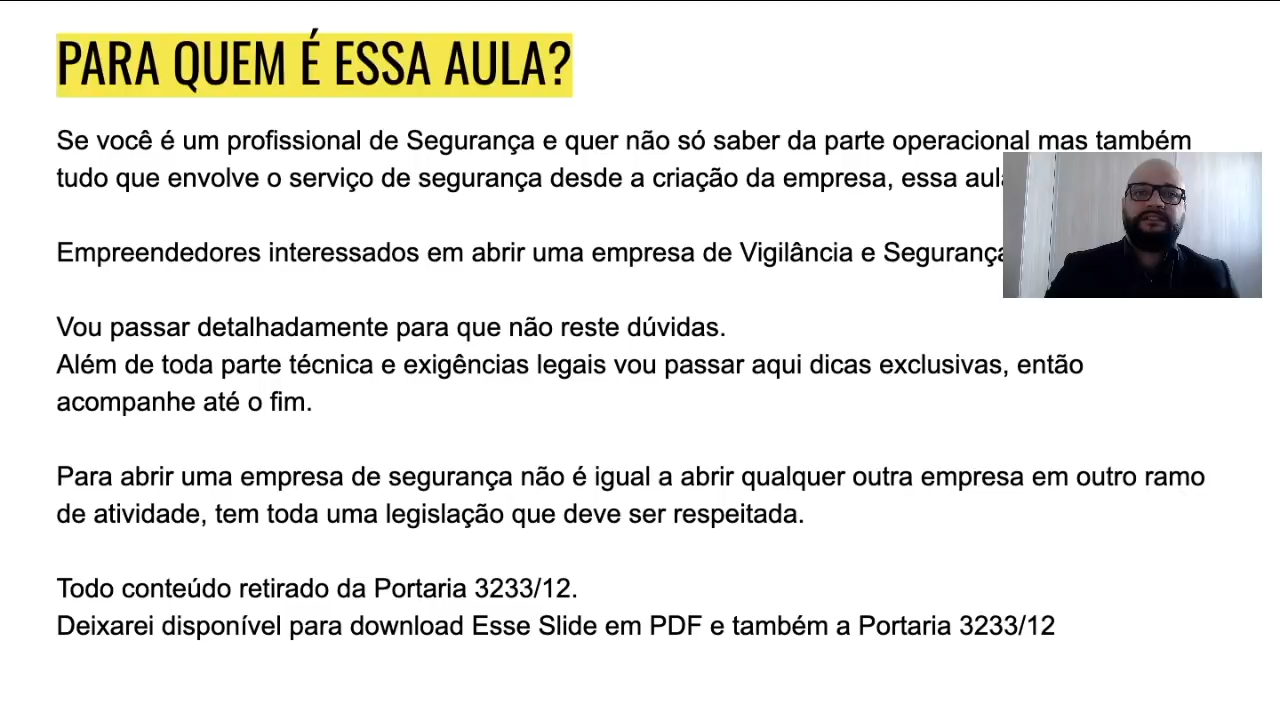 PARA QUEM É ESSA AULA?
Se você é um profissional de Segurança e quer não só saber da parte operacional mas também
tudo que envolve o serviço de segurança desde a criação da empresa, essa aula
Empreendedores interessados em abrir uma empresa de Vigilância e Segurança
Vou passar detalhadamente para que não reste dúvidas.
Além de toda parte técnica e exigências legais vou passar aqui dicas exclusivas, então
acompanhe até o fim.
Para abrir uma empresa de segurança não é igual a abrir qualquer outra empresa em outro ramo
de atividade, tem toda uma legislação que deve ser respeitada.
Todo conteúdo retirado da Portaria 3233/12.
Deixarei disponível para download Esse Slide em PDF e também a Portaria 3233/12